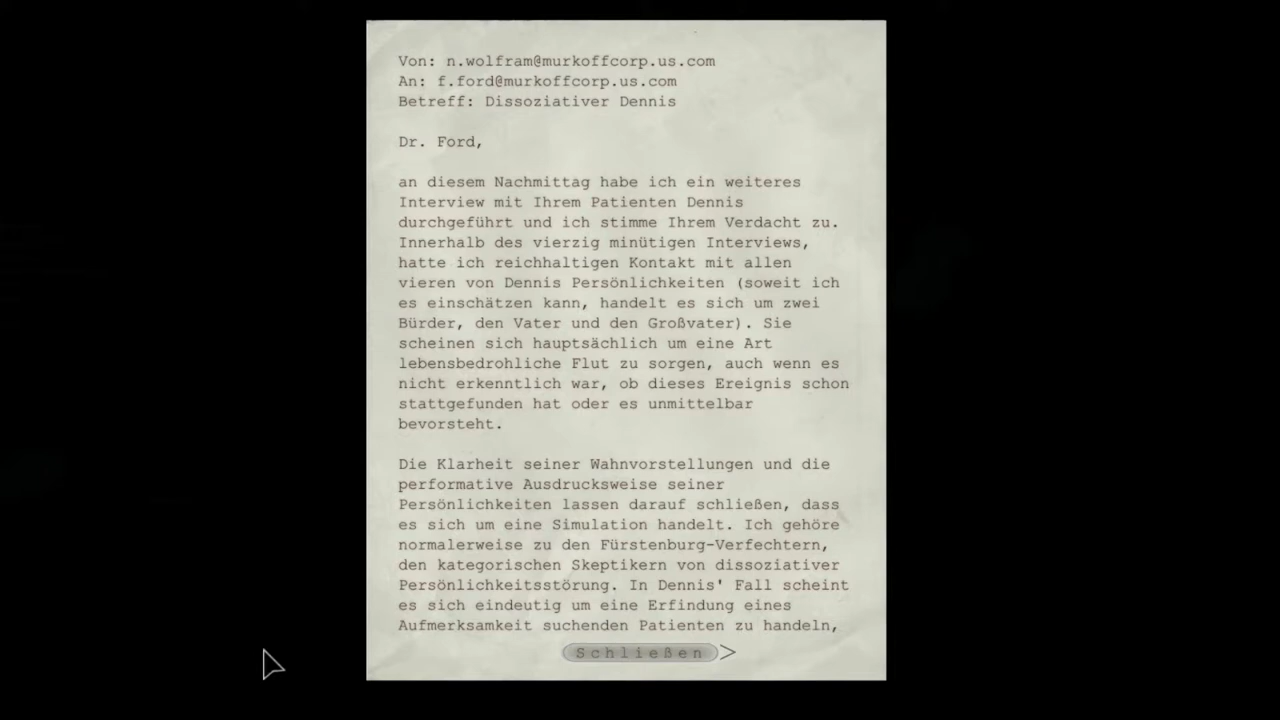 Von: n.wolfram@murkoffcorp.us.com
An: f.ford@murkoffcorp.us.com
Betreff: Dissoziativer Dennis
Dr. Ford,
an diesem Nachmittag habe ich ein weiteres
Interview mit Ihrem Patienten Dennis
durchgeführt und ich stimme Ihrem Verdacht zu.
Innerhalb des vierzig minütigen Interviews,
hatte ich reichhaltigen Kontakt mit allen
vieren von Dennis Persönlichkeiten (soweit ich
es einschätzen kann, handelt es sich um zwei
Bürder, den Vater und den Großvater). Sie
scheinen sich hauptsächlich um eine Art
lebensbedrohliche Flut zu sorgen, auch wenn es
nicht erkenntlich war, ob dieses Ereignis schon
stattgefunden hat oder es unmittelbar
bevorsteht.
Die Klarheit seiner Wahnvorstellungen und die
performative Ausdrucksweise seiner
Persönlichkeiten lassen darauf schließen, dass
es sich um eine Simulation handelt. Ich gehöre
normalerweise zu den Fürstenburg-Verfechtern,
den kategorischen Skeptikern von dissoziativer
Persönlichkeitsstörung. In Dennis' Fall scheint
es sich eindeutig um eine Erfindung eines
Aufmerksamkeit suchenden Patienten zu handeln,
Schließen >